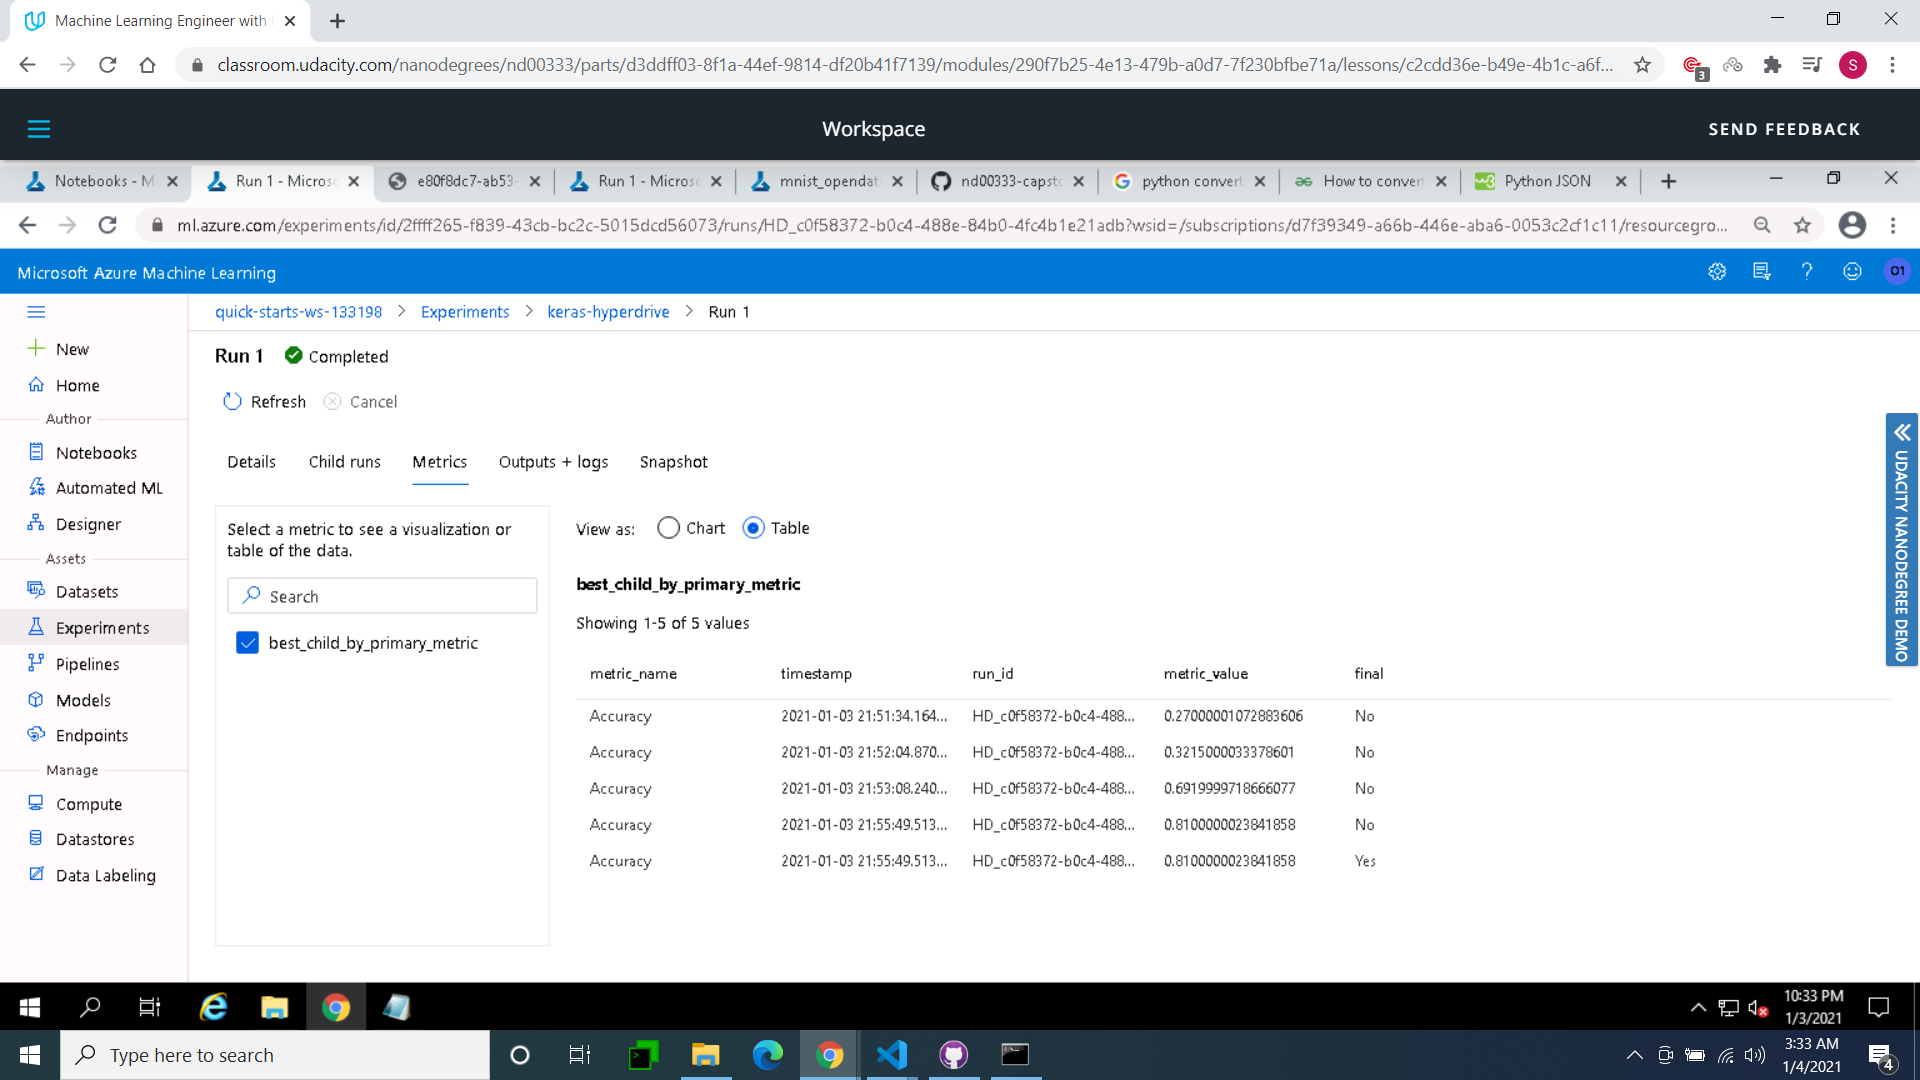 Machine Learning Engineer with
classroom.udacity.com/nanodegrees/nd00333/parts/d3ddff03-8f1a-44ef-9814-df20b41f7139/modules/290f7b25-4e13-479b-a0d7-7f230bfbe71a/lessons/c2cdd36e-b49e-4b1c-a6f...
3
S
Workspace
SEND FEEDBACK
Notebooks - M
Run 1 - Microsc
e80f8dc7-ab53-
Run 1 - Microsc
mnist_opendat
nd00333-capst
python convert
How to convert
Python JSON
ml.azure.com/experiments/id/2ffff265-f839-43cb-bc2c-5015dcd56073/runs/HD_c0f58372-b0c4-488e-84b0-4fc4b1e21adb?wsid=/subscriptions/d7f39349-a66b-446e-aba6-0053c2cf1c11/resourcegro...
Microsoft Azure Machine Learning
?
O1
quick-starts-ws-133198 > Experiments > keras-hyperdrive > Run 1
New
Home
Author
Notebooks
Automated ML
Designer
Assets
Datasets
Experiments
Pipelines
Models
Endpoints
Manage
Compute
Datastores
Data Labeling
Run 1 Completed
Refresh Cancel
Details Child runs Metrics Outputs + logs Snapshot
Select a metric to see a visualization or
table of the data.
Search
best_child_by_primary_metric
View as: Chart Table
best_child_by_primary_metric
Showing 1-5 of 5 values
metric_name timestamp run_id metric_value final
Accuracy 2021-01-03 21:51:34.164... HD_c0f58372-b0c4-488... 0.27000001072883606 No
Accuracy 2021-01-03 21:52:04.870... HD_c0f58372-b0c4-488... 0.3215000033378601 No
Accuracy 2021-01-03 21:53:08.240... HD_c0f58372-b0c4-488... 0.6919999718666077 No
Accuracy 2021-01-03 21:55:49.513... HD_c0f58372-b0c4-488... 0.8100000023841858 No
Accuracy 2021-01-03 21:55:49.513... HD_c0f58372-b0c4-488... 0.8100000023841858 Yes
UDACITY NANODEGREE DEMO
10:33 PM
1/3/2021
Type here to search
3:33 AM
1/4/2021
4